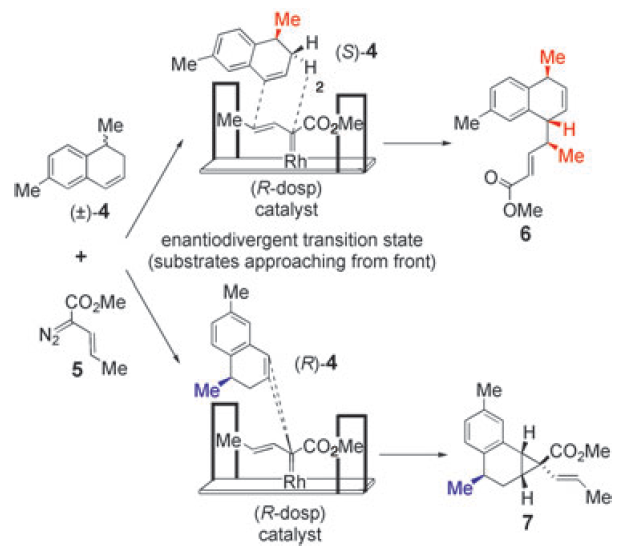 Me
H
H
2
(S)-4
Me
Me
CO2Me
Rh
(R-dosp)
catalyst
Me
Me
H
Me
O
OMe
6
Me
Me
(±)-4
+
enantiodivergent transition state
(substrates approaching from front)
CO2Me
N2
Me
5
Me
(R)-4
Me
Me
CO2Me
Rh
(R-dosp)
catalyst
Me
H
CO2Me
Me
H
Me
7